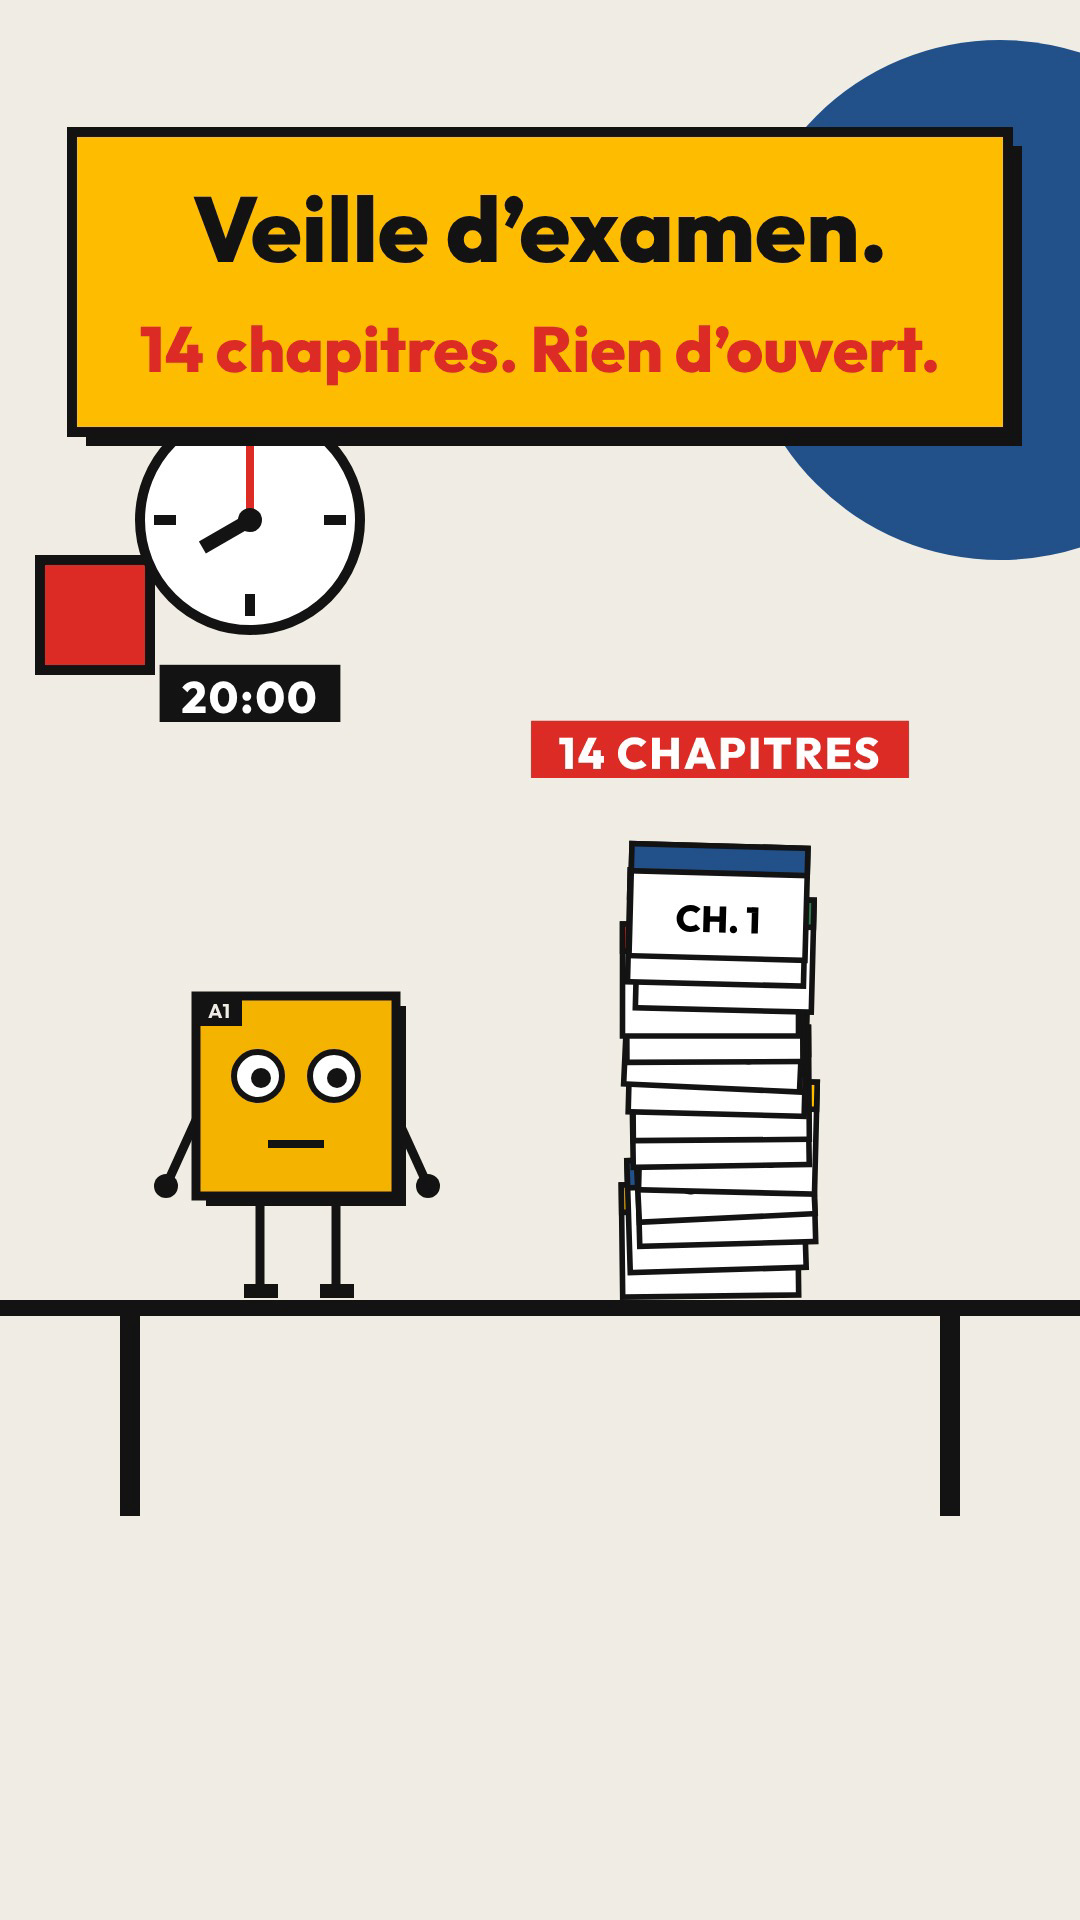 Veille d’examen.
14 chapitres. Rien d’ouvert.
20:00
14 CHAPITRES
CH. 1
A1